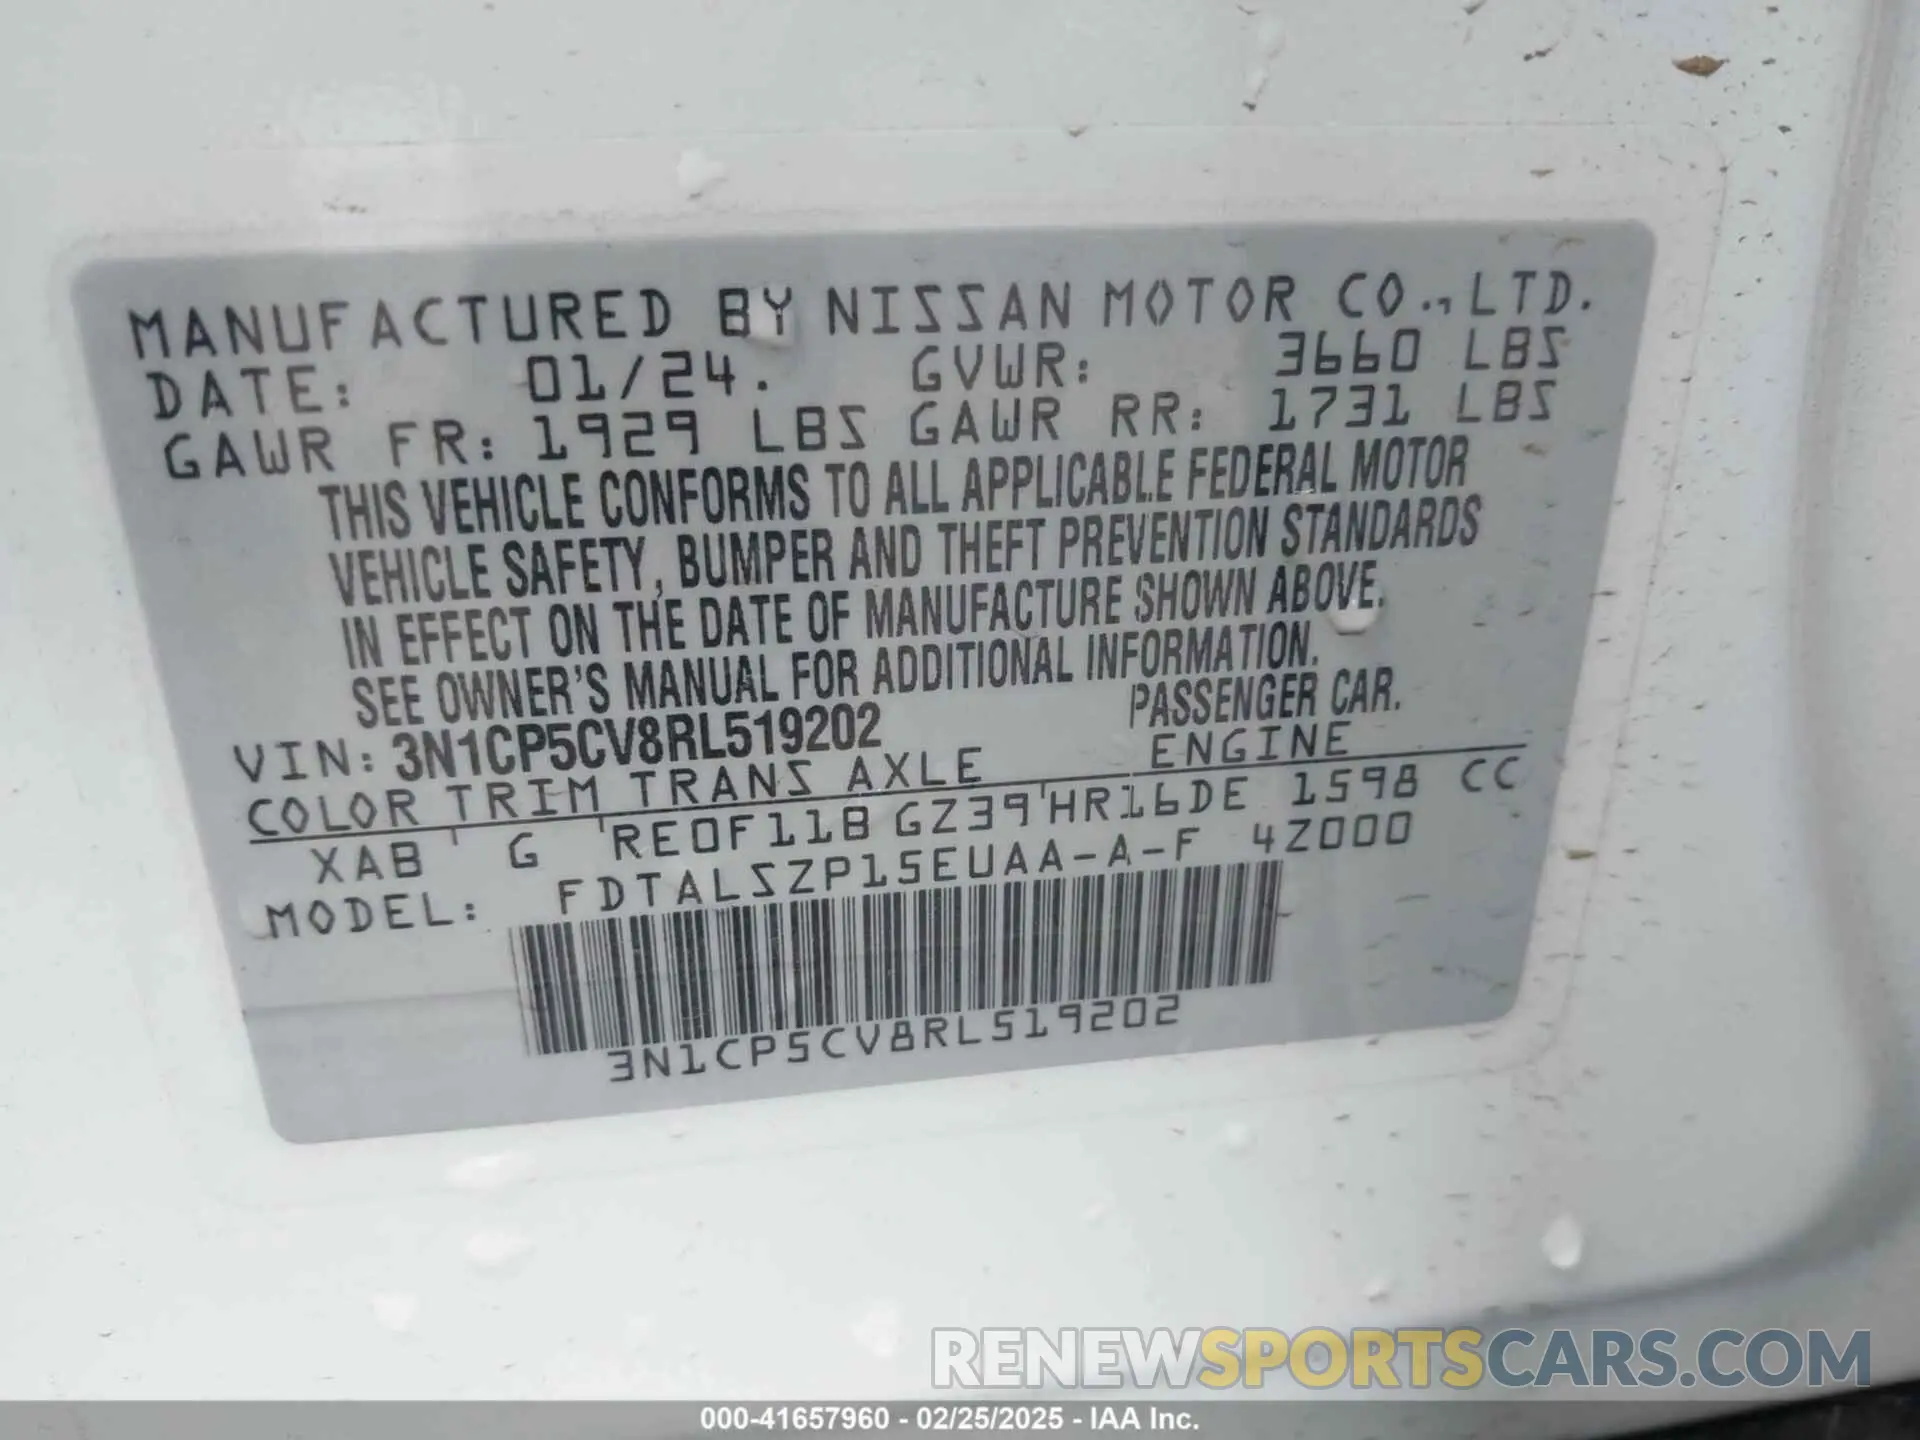 MANUFACTURED BY NISSAN MOTOR CO., LTD.
DATE: 01/24. GVWR: 3660 LBS
GAWR FR: 1929 LBS GAWR RR: 1731 LBS
THIS VEHICLE CONFORMS TO ALL APPLICABLE FEDERAL MOTOR
VEHICLE SAFETY, BUMPER AND THEFT PREVENTION STANDARDS
IN EFFECT ON THE DATE OF MANUFACTURE SHOWN ABOVE.
SEE OWNER'S MANUAL FOR ADDITIONAL INFORMATION.
VIN: 3N1CP5CV8RL519202 PASSENGER CAR.
COLOR TRIM TRANS AXLE ENGINE
XAB G RE0F11B GZ39 HR16DE 1598 CC
MODEL: FDTALSZP15EUAA-A-F 4Z000
3N1CP5CV8RL519202
RENEWSPORTSCARS.COM
000-41657960 - 02/25/2025 - IAA Inc.